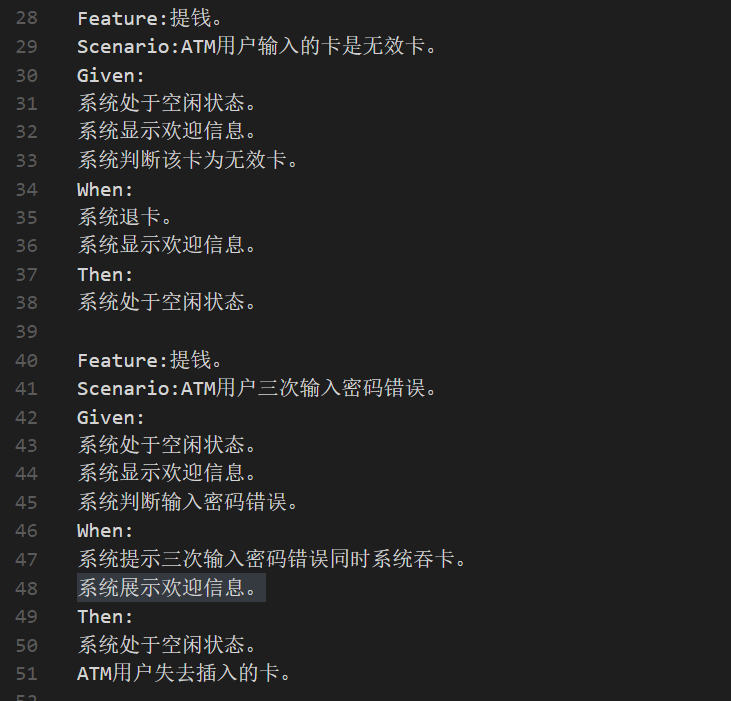 28 Feature:提钱。
29 Scenario:ATM用户输入的卡是无效卡。
30 Given:
31 系统处于空闲状态。
32 系统显示欢迎信息。
33 系统判断该卡为无效卡。
34 When:
35 系统退卡。
36 系统显示欢迎信息。
37 Then:
38 系统处于空闲状态。
39
40 Feature:提钱。
41 Scenario:ATM用户三次输入密码错误。
42 Given:
43 系统处于空闲状态。
44 系统显示欢迎信息。
45 系统判断输入密码错误。
46 When:
47 系统提示三次输入密码错误同时系统吞卡。
48 系统展示欢迎信息。
49 Then:
50 系统处于空闲状态。
51 ATM用户失去插入的卡。